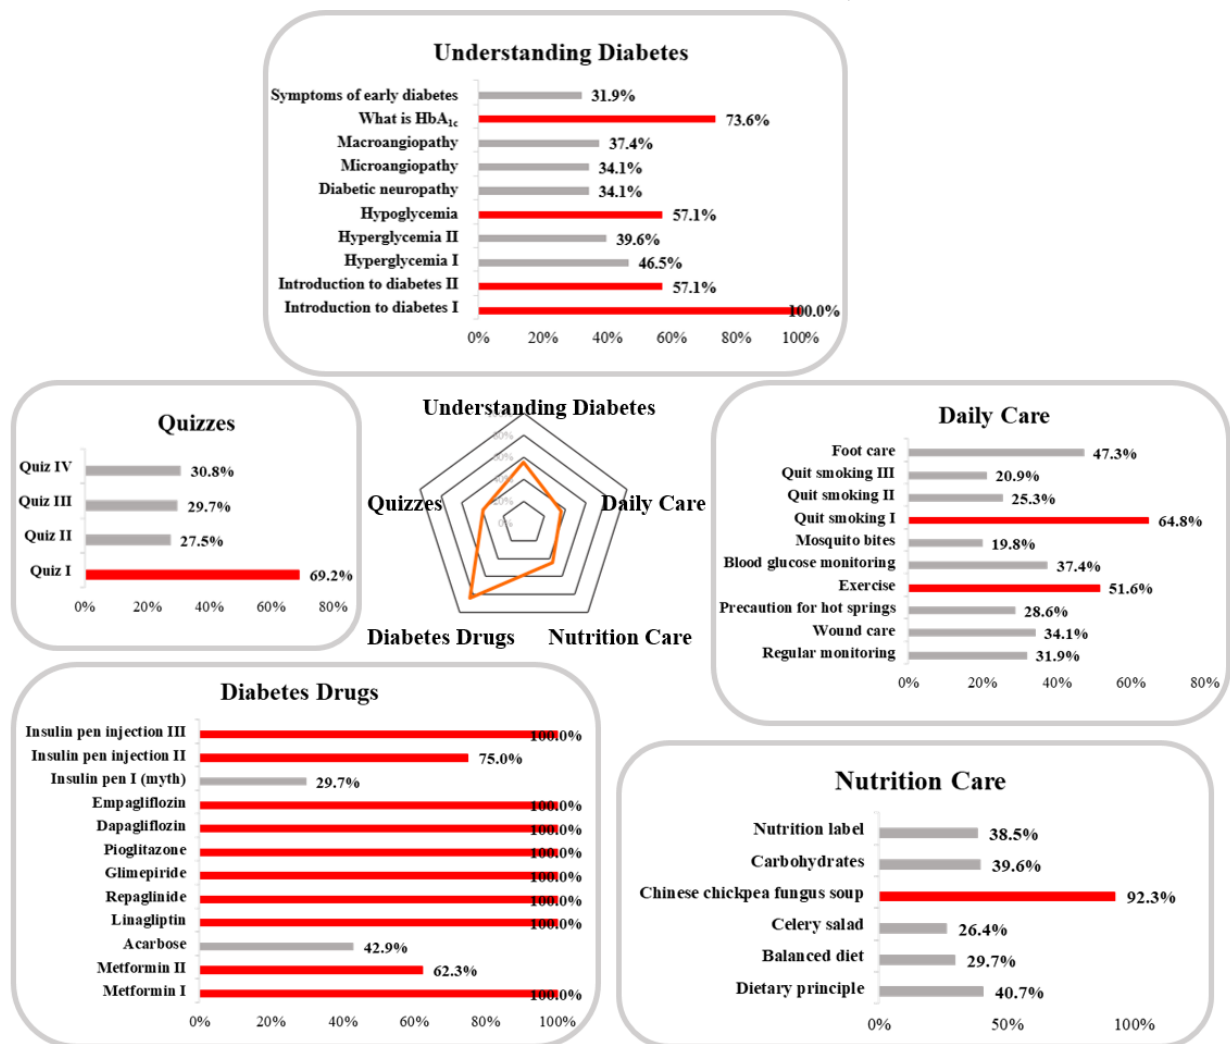 Understanding Diabetes
Symptoms of early diabetes 31.9%
What is HbA1c 73.6%
Macroangiopathy 37.4%
Microangiopathy 34.1%
Diabetic neuropathy 34.1%
Hypoglycemia 57.1%
Hyperglycemia II 39.6%
Hyperglycemia I 46.5%
Introduction to diabetes II 57.1%
Introduction to diabetes I 100.0%
0% 20% 40% 60% 80% 100%
Quizzes
Quiz IV 30.8%
Quiz III 29.7%
Quiz II 27.5%
Quiz I 69.2%
0% 20% 40% 60% 80%
Understanding Diabetes
80%
60%
40%
20%
0%
Quizzes
Daily Care
Diabetes Drugs
Nutrition Care
Daily Care
Foot care 47.3%
Quit smoking III 20.9%
Quit smoking II 25.3%
Quit smoking I 64.8%
Mosquito bites 19.8%
Blood glucose monitoring 37.4%
Exercise 51.6%
Precaution for hot springs 28.6%
Wound care 34.1%
Regular monitoring 31.9%
0% 20% 40% 60% 80%
Diabetes Drugs
Insulin pen injection III 100.0%
Insulin pen injection II 75.0%
Insulin pen I (myth) 29.7%
Empagliflozin 100.0%
Dapagliflozin 100.0%
Pioglitazone 100.0%
Glimepiride 100.0%
Repaglinide 100.0%
Linagliptin 100.0%
Acarbose 42.9%
Metformin II 62.3%
Metformin I 100.0%
0% 20% 40% 60% 80% 100%
Nutrition Care
Nutrition label 38.5%
Carbohydrates 39.6%
Chinese chickpea fungus soup 92.3%
Celery salad 26.4%
Balanced diet 29.7%
Dietary principle 40.7%
0% 50% 100%